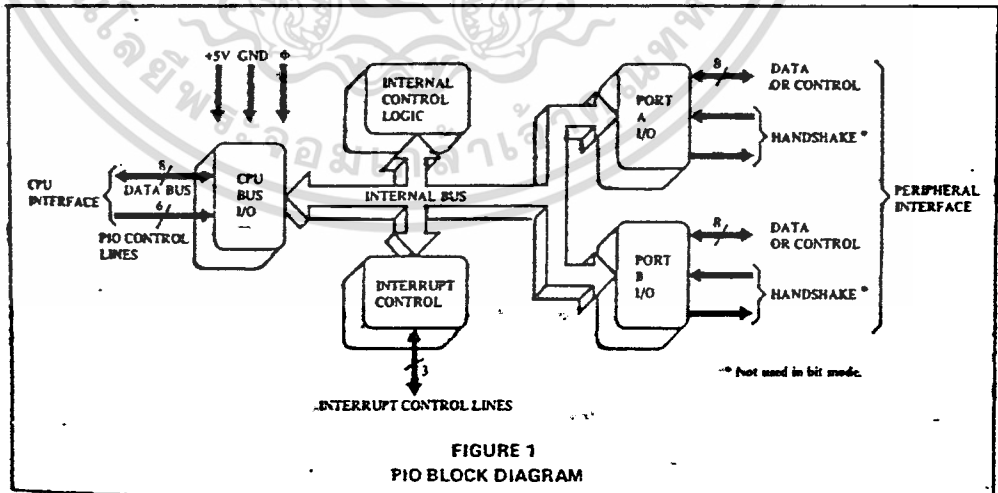 +5V GND Φ
INTERNAL
CONTROL
LOGIC
PORT
A
I/O
8
DATA
OR CONTROL
HANDSHAKE *
CPU
INTERFACE
8
DATA BUS
6
PIO CONTROL
LINES
CPU
BUS
I/O
INTERNAL BUS
PERIPHERAL
INTERFACE
INTERRUPT
CONTROL
PORT
B
I/O
8
DATA
OR CONTROL
HANDSHAKE *
3
INTERRUPT CONTROL LINES
* Not used in bit mode.
FIGURE 1
PIO BLOCK DIAGRAM